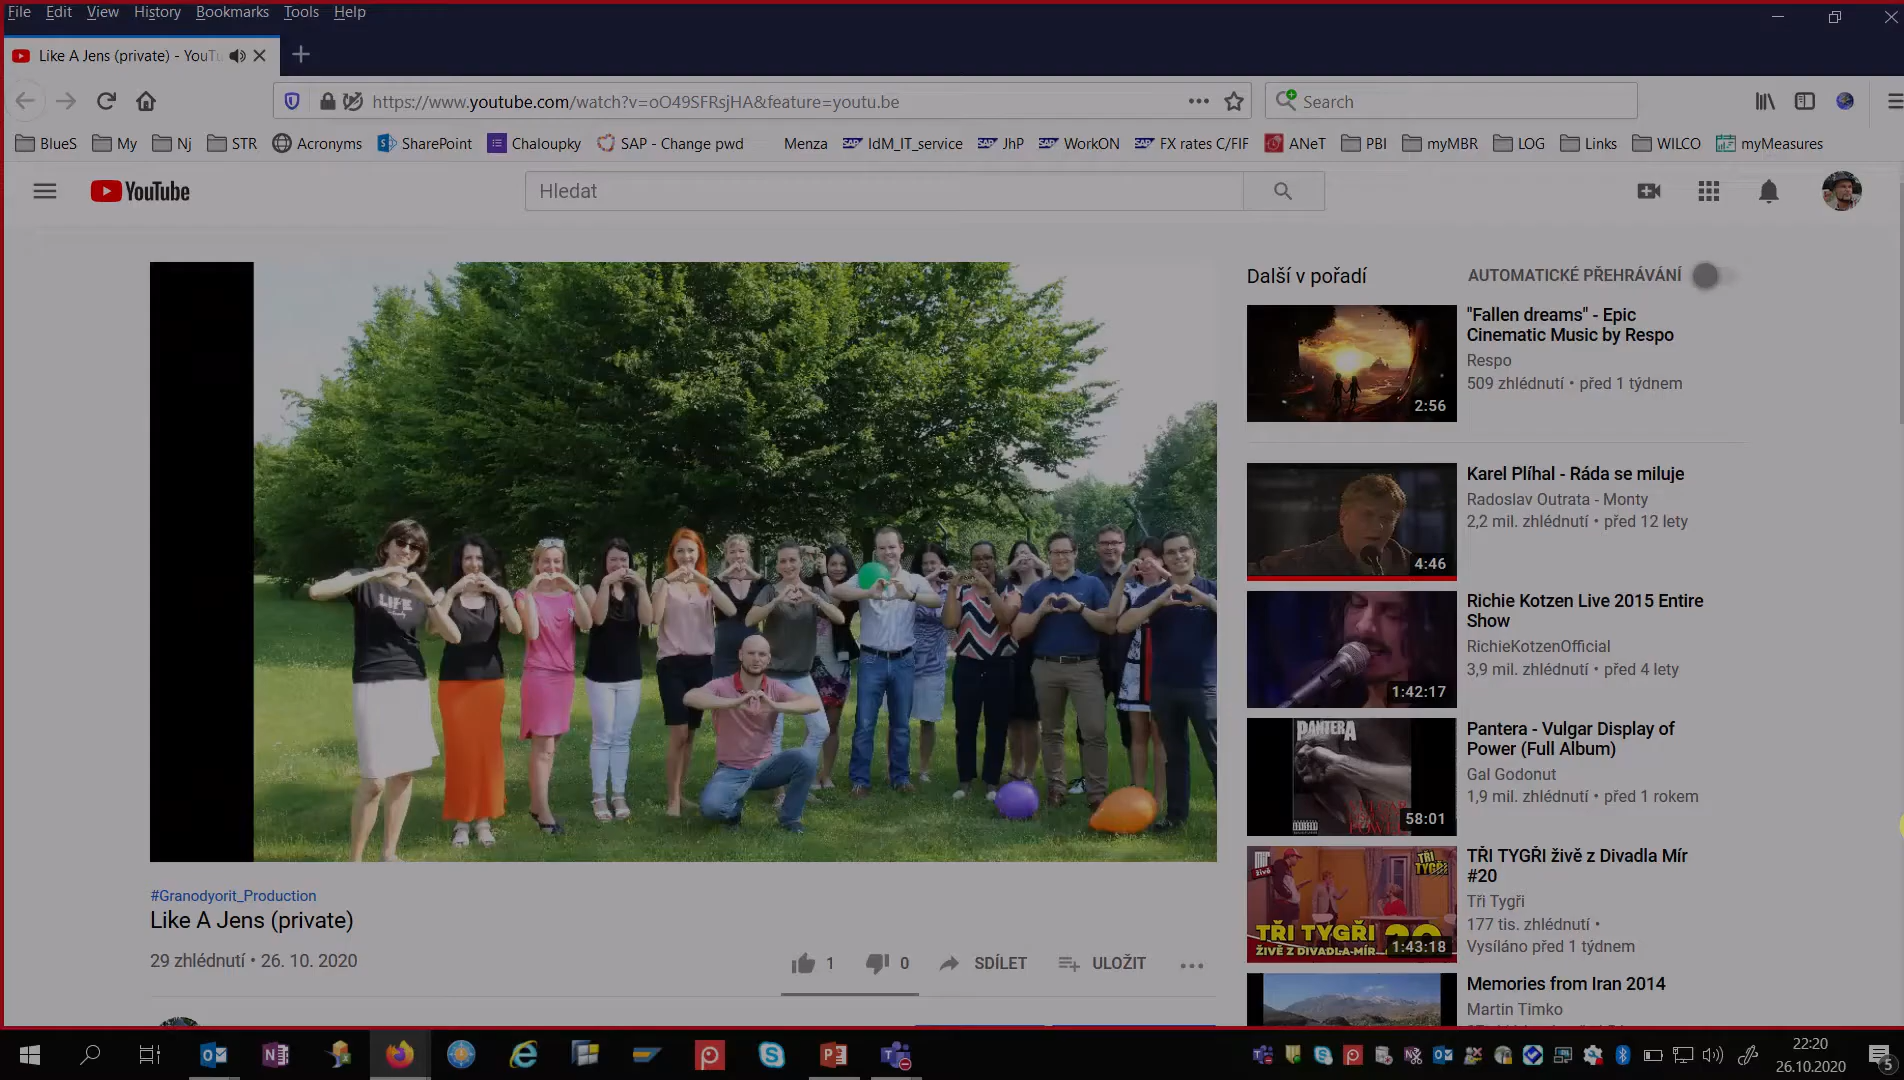 File Edit View History Bookmarks Tools Help
Like A Jens (private) - YouTu
https://www.youtube.com/watch?v=oO49SFRsjHA&feature=youtu.be
Search
BlueS My Nj STR Acronyms SharePoint Chaloupky SAP - Change pwd Menza IdM_IT_service JhP WorkON FX rates C/FIF ANeT PBI myMBR LOG Links WILCO myMeasures
YouTube
Hledat
LIFE
#Granodyorit_Production
Like A Jens (private)
29 zhlédnutí • 26. 10. 2020
1 0 SDÍLET ULOŽIT
Další v pořadí
AUTOMATICKÉ PŘEHRÁVÁNÍ
2:56
"Fallen dreams" - Epic
Cinematic Music by Respo
Respo
509 zhlédnutí • před 1 týdnem
4:46
Karel Plíhal - Ráda se miluje
Radoslav Outrata - Monty
2,2 mil. zhlédnutí • před 12 lety
1:42:17
Richie Kotzen Live 2015 Entire
Show
RichieKotzenOfficial
3,9 mil. zhlédnutí • před 4 lety
PANTERA
58:01
Pantera - Vulgar Display of
Power (Full Album)
Gal Godonut
1,9 mil. zhlédnutí • před 1 rokem
TŘI TYGŘI
ŽIVĚ Z DIVADLA MÍR
1:43:18
TŘI TYGŘI živě z Divadla Mír
#20
Tři Tygři
177 tis. zhlédnutí •
Vysíláno před 1 týdnem
Memories from Iran 2014
Martin Timko
22:20
26.10.2020
5